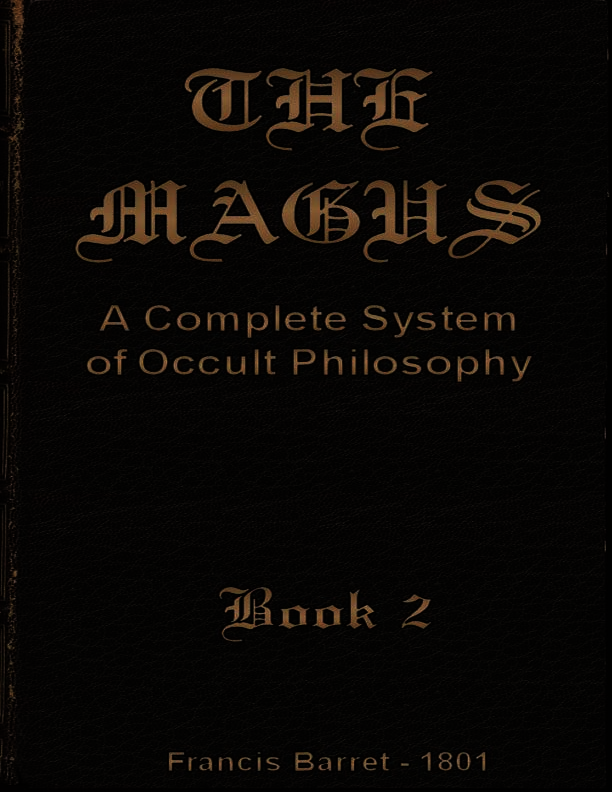 THE
MAGUS
A Complete System
of Occult Philosophy
Book 2
Francis Barret - 1801